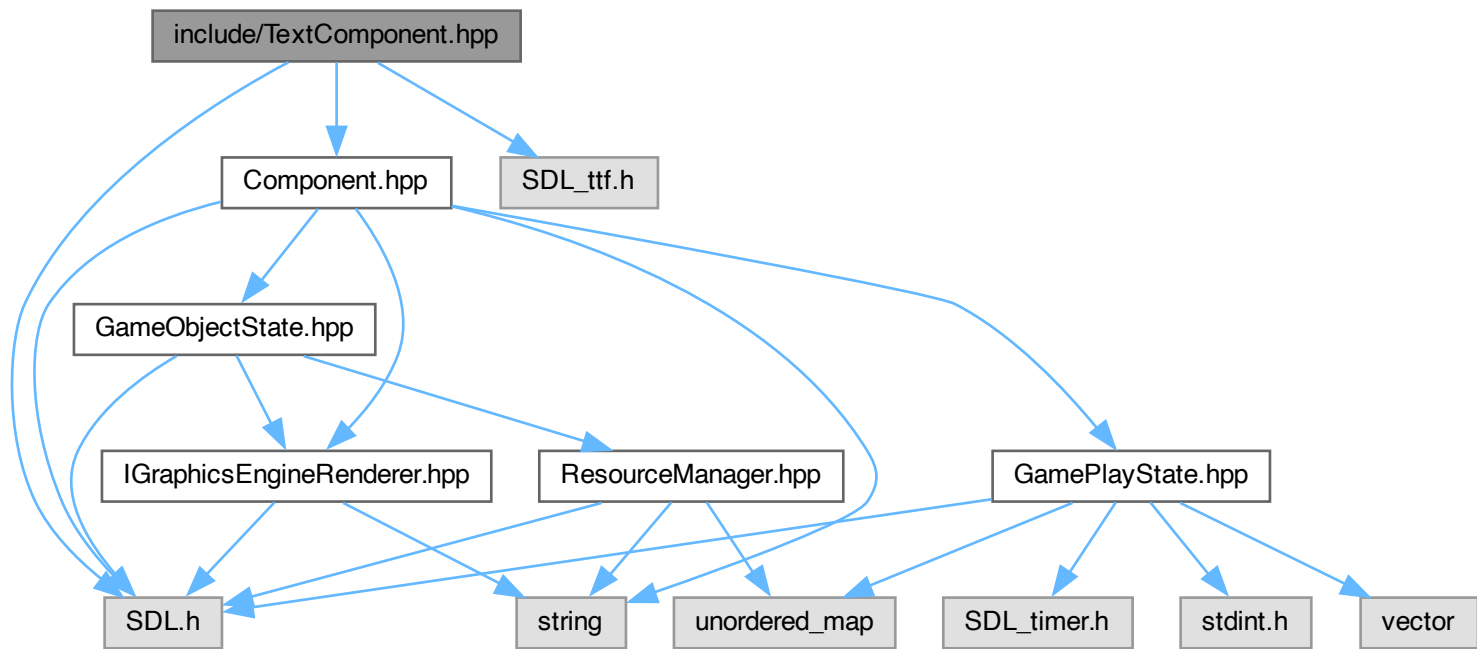 include/TextComponent.hpp
Component.hpp
SDL_ttf.h
GameObjectState.hpp
IGraphicsEngineRenderer.hpp
ResourceManager.hpp
GamePlayState.hpp
SDL.h
string
unordered_map
SDL_timer.h
stdint.h
vector